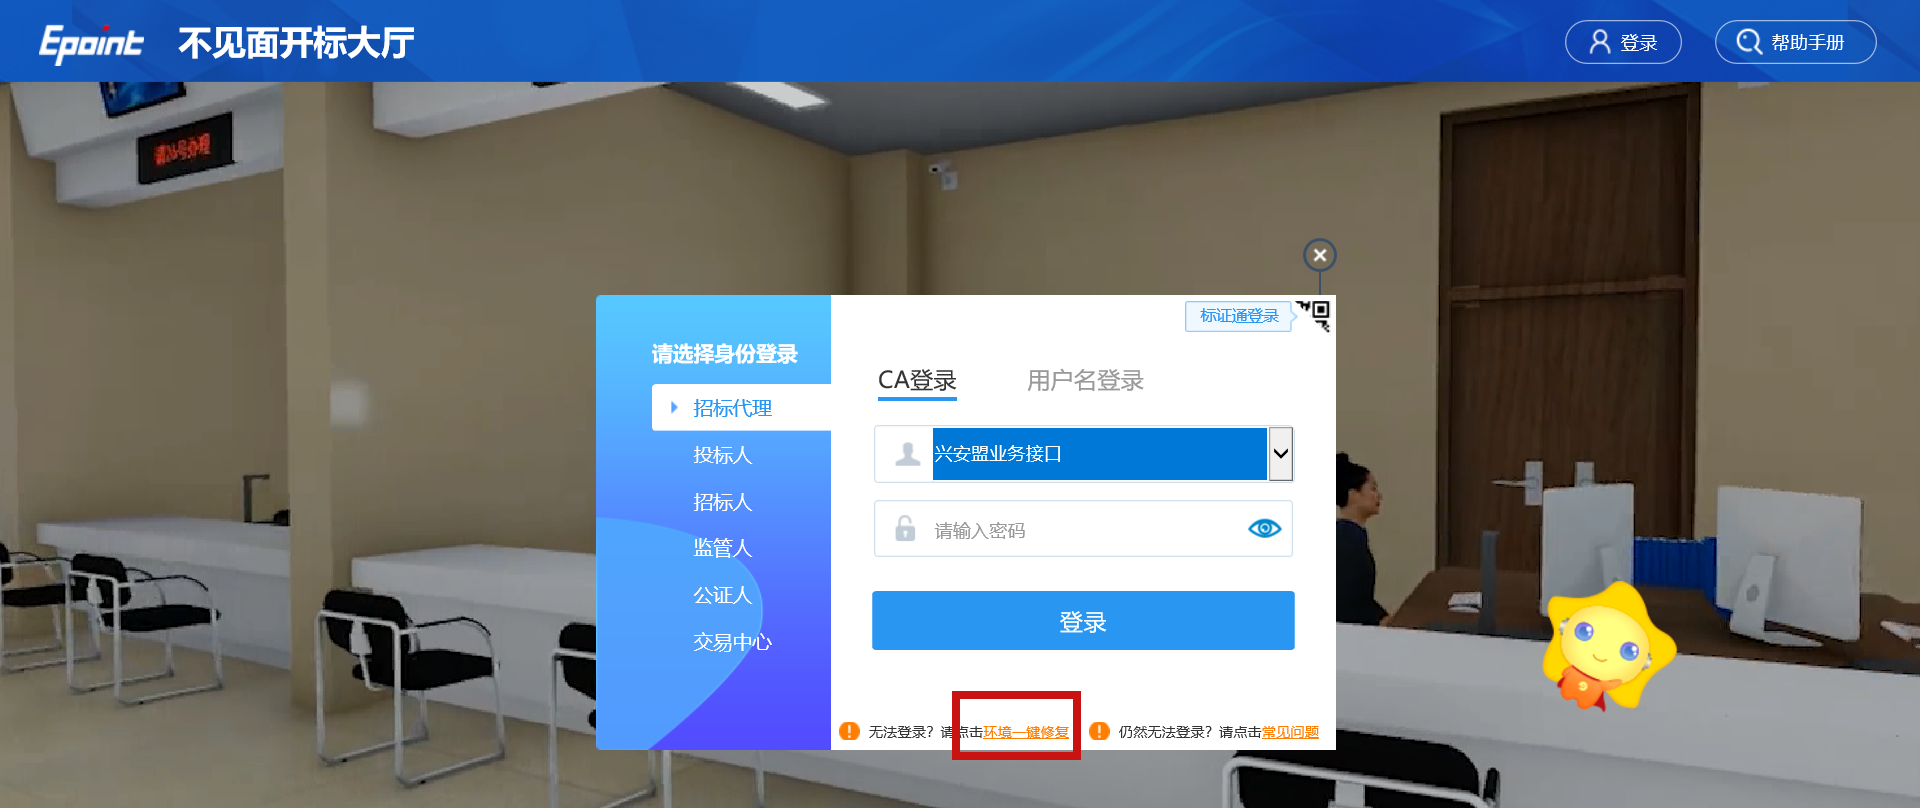 Epoint 不见面开标大厅
登录
帮助手册
请选择身份登录
招标代理
投标人
招标人
监管人
公证人
交易中心
标证通登录
CA登录
用户名登录
兴安盟业务接口
请输入密码
登录
无法登录？请点击环境一键修复
仍然无法登录？请点击常见问题